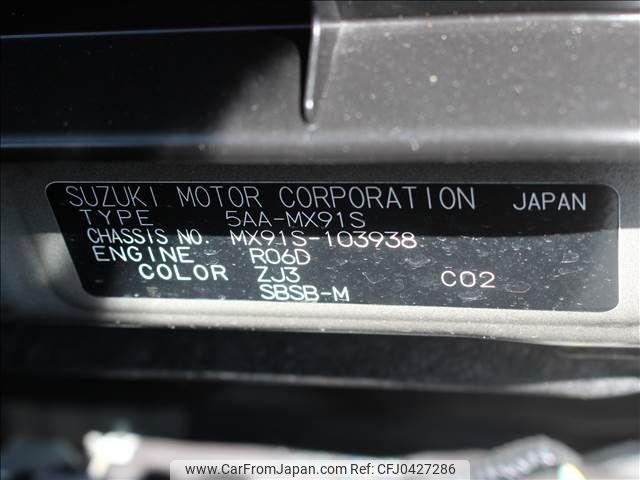 SUZUKI MOTOR CORPORATION JAPAN
TYPE 5AA-MX91S
CHASSIS NO. MX91S-103938
ENGINE R06D
COLOR ZJ3 C02
SBSB-M
www.CarFromJapan.com | © CarFromJapan | CFJ0427286